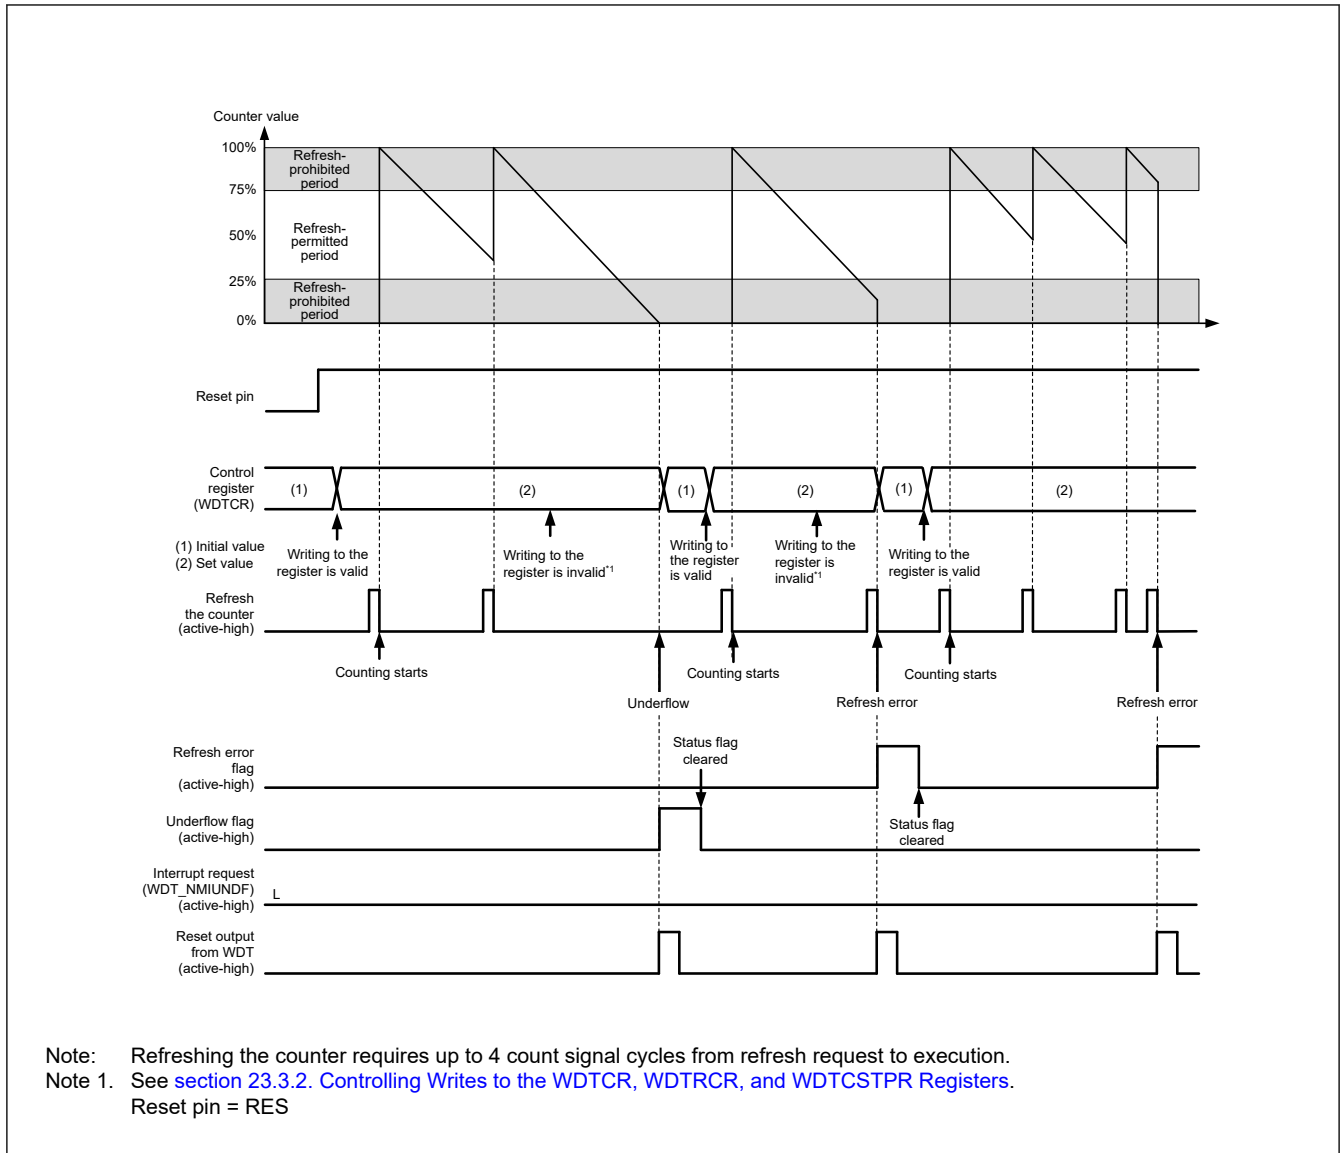 Counter value
100%
Refresh-
prohibited
period
75%
50%
Refresh-
permitted
period
25%
Refresh-
prohibited
period
0%
Reset pin
Control
register
(WDTCR)
(1)
(2)
(1)
(2)
(1)
(2)
(1) Initial value
(2) Set value
Writing to the
register is valid
Writing to the
register is invalid*1
Writing to
the register
is valid
Writing to the
register is
invalid*1
Writing to the
register is valid
Refresh
the counter
(active-high)
Counting starts
Counting starts
Counting starts
Underflow
Refresh error
Refresh error
Refresh error
flag
(active-high)
Status flag
cleared
Underflow flag
(active-high)
Status flag
cleared
Interrupt request
(WDT_NMIUNDF)
(active-high)
L
Reset output
from WDT
(active-high)
Note: Refreshing the counter requires up to 4 count signal cycles from refresh request to execution.
Note 1. See section 23.3.2. Controlling Writes to the WDTCR, WDTRCR, and WDTCSTPR Registers.
Reset pin = RES